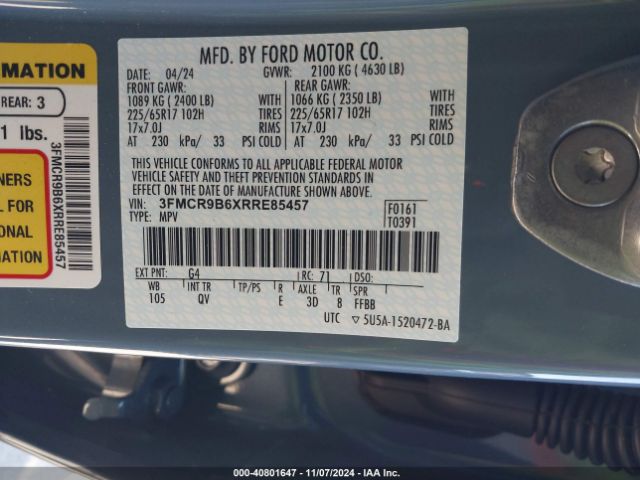 RMATION
REAR: 3
1 lbs.
NERS
FOR
ONAL
MATION
3FMCR9B6XRRE85457
MFD. BY FORD MOTOR CO.
DATE: 04/24 GVWR: 2100 KG ( 4630 LB)
FRONT GAWR: REAR GAWR:
1089 KG ( 2400 LB) WITH 1066 KG ( 2350 LB) WITH
225/65R17 102H TIRES 225/65R17 102H TIRES
17x7.0J RIMS 17x7.0J RIMS
AT 230 kPa/ 33 PSI COLD AT 230 kPa/ 33 PSI COLD
THIS VEHICLE CONFORMS TO ALL APPLICABLE FEDERAL MOTOR
VEHICLE SAFETY AND THEFT PREVENTION STANDARDS IN
EFFECT ON THE DATE OF MANUFACTURE SHOWN ABOVE.
VIN: 3FMCR9B6XRRE85457 F0161
TYPE: MPV T0391
EXT PNT: G4 RC: 71 DSO:
WB INT TR TP/PS R AXLE TR SPR
105 QV E 3D 8 FFBB
UTC ▽ 5U5A-1520472-BA
00-40801647 - 11/07/2024 - IAA Inc.